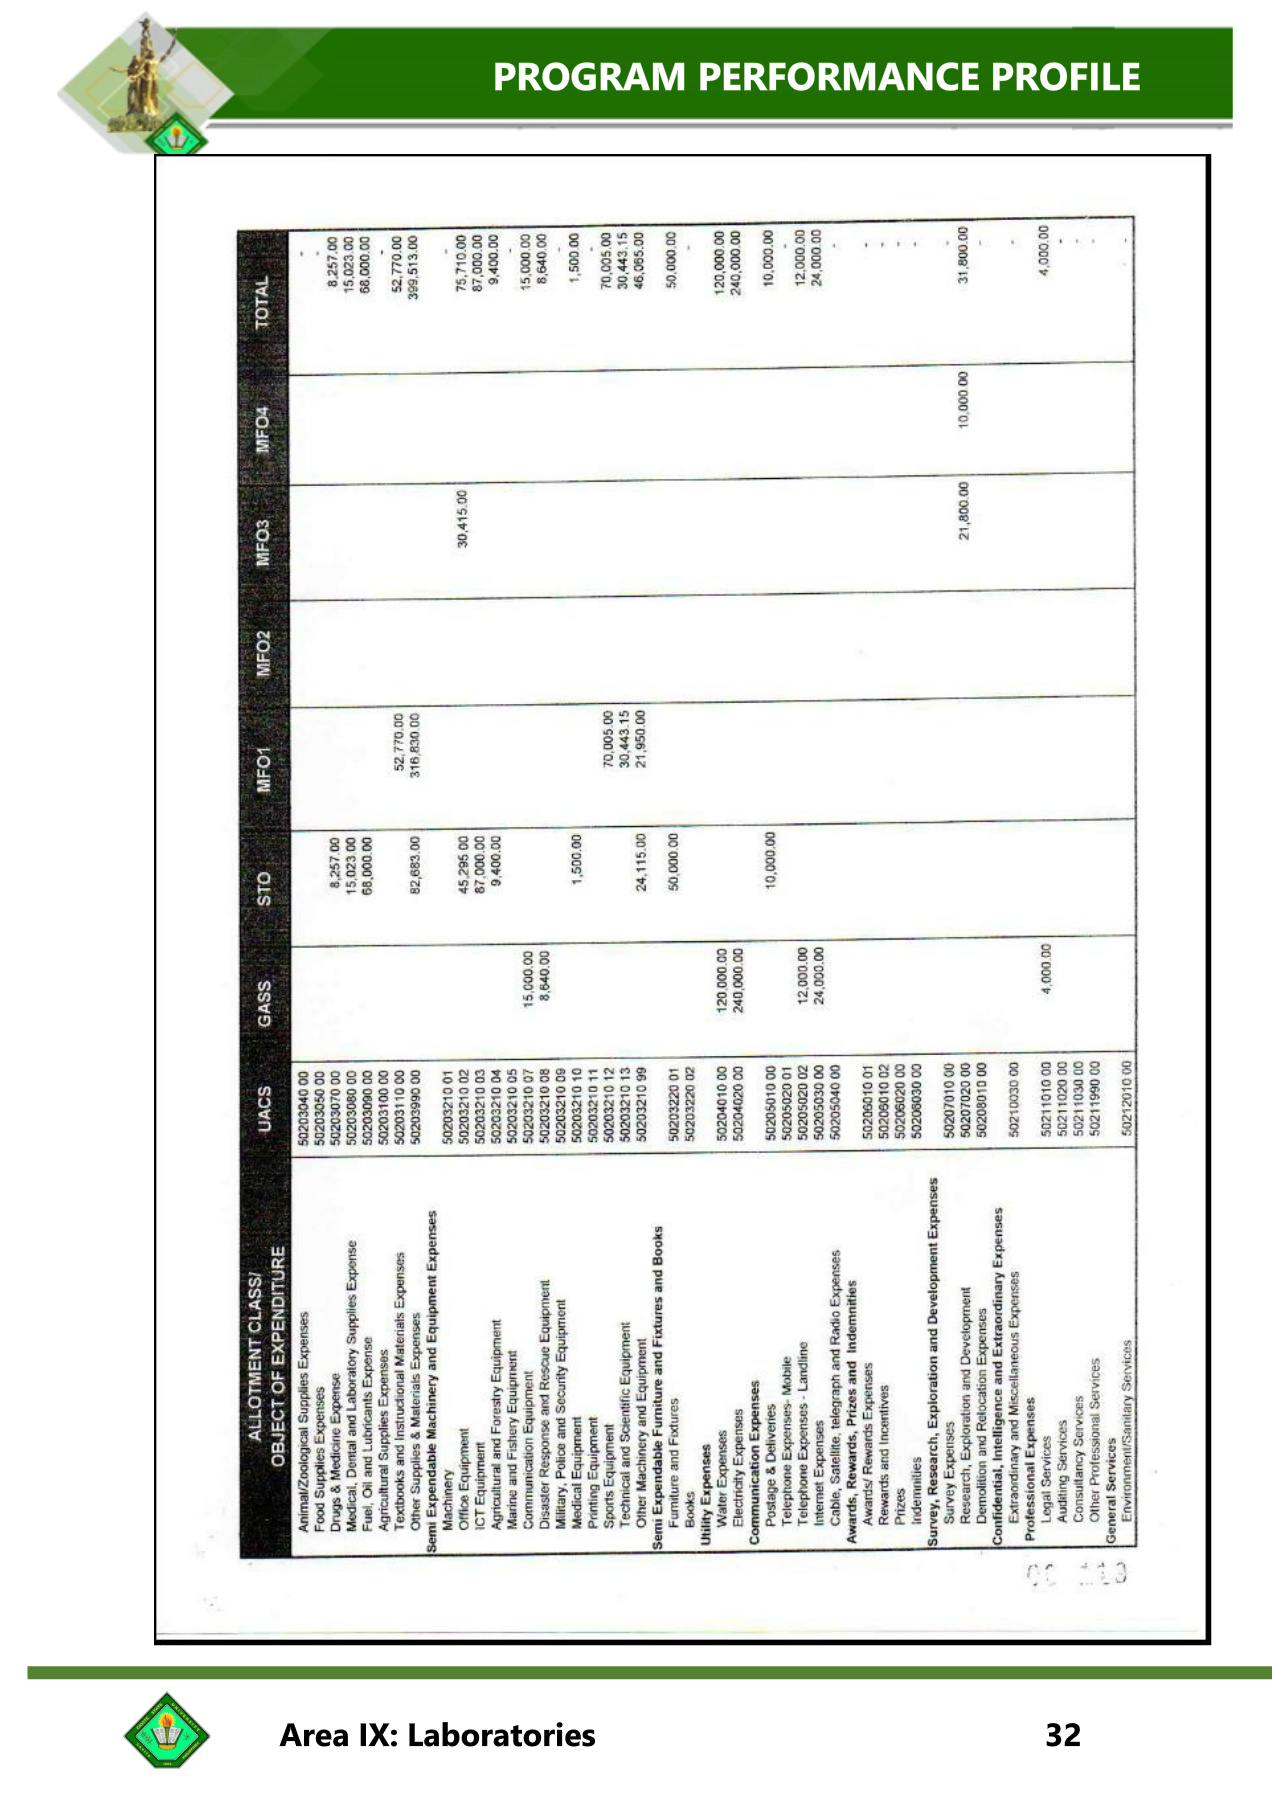 PROGRAM PERFORMANCE PROFILE
ALLOTMENT CLASS/ OBJECT OF EXPENDITURE UACS GASS STO MFO1 MFO2 MFO3 MFO4 TOTAL
Animal/Zoological Supplies Expenses 50203040 00 -
Food Supplies Expenses 50203050 00 -
Drugs & Medicine Expense 50203070 00 8,257.00 8,257.00
Medical, Dental and Laboratory Supplies Expense 50203080 00 15,023.00 15,023.00
Fuel, Oil and Lubricants Expense 50203090 00 68,000.00 68,000.00
Agricultural Supplies Expenses 50203100 00 -
Textbooks and Instructional Materials Expenses 50203110 00 52,770.00 52,770.00
Other Supplies & Materials Expenses 50203990 00 82,683.00 316,830.00 399,513.00
Semi Expendable Machinery and Equipment Expenses
Machinery 50203210 01 -
Office Equipment 50203210 02 45,295.00 30,415.00 75,710.00
ICT Equipment 50203210 03 87,000.00 87,000.00
Agricultural and Forestry Equipment 50203210 04 9,400.00 9,400.00
Marine and Fishery Equipment 50203210 05 -
Communication Equipment 50203210 07 15,000.00 15,000.00
Disaster Response and Rescue Equipment 50203210 08 8,640.00 8,640.00
Military, Police and Security Equipment 50203210 09 -
Medical Equipment 50203210 10 1,500.00 1,500.00
Printing Equipment 50203210 11 -
Sports Equipment 50203210 12 70,005.00 70,005.00
Technical and Scientific Equipment 50203210 13 30,443.15 30,443.15
Other Machinery and Equipment 50203210 99 24,115.00 21,950.00 46,065.00
Semi Expendable Furniture and Fixtures and Books
Furniture and Fixtures 50203220 01 50,000.00 50,000.00
Books 50203220 02 -
Utility Expenses
Water Expenses 50204010 00 120,000.00 120,000.00
Electricity Expenses 50204020 00 240,000.00 240,000.00
Communication Expenses
Postage & Deliveries 50205010 00 10,000.00 10,000.00
Telephone Expenses- Mobile 50205020 01 -
Telephone Expenses - Landline 50205020 02 12,000.00 12,000.00
Internet Expenses 50205030 00 24,000.00 24,000.00
Cable, Satellite, telegraph and Radio Expenses 50205040 00 -
Awards, Rewards, Prizes and Indemnities
Awards/ Rewards Expenses 50206010 01 -
Rewards and Incentives 50206010 02 -
Prizes 50206020 00 -
Indemnities 50206030 00 -
Survey, Research, Exploration and Development Expenses
Survey Expenses 50207010 00 -
Research, Exploration and Development 50207020 00 21,800.00 10,000.00 31,800.00
Demolition and Relocation Expenses 50208010 00 -
Confidential, Intelligence and Extraordinary Expenses
Extraordinary and Miscellaneous Expenses 50210030 00 -
Professional Expenses
Legal Services 50211010 00 4,000.00 4,000.00
Auditing Services 50211020 00 -
Consultancy Services 50211030 00 -
Other Professional Services 50211990 00 -
General Services
Environment/Sanitary Services 50212010 00 -
Area IX: Laboratories 32